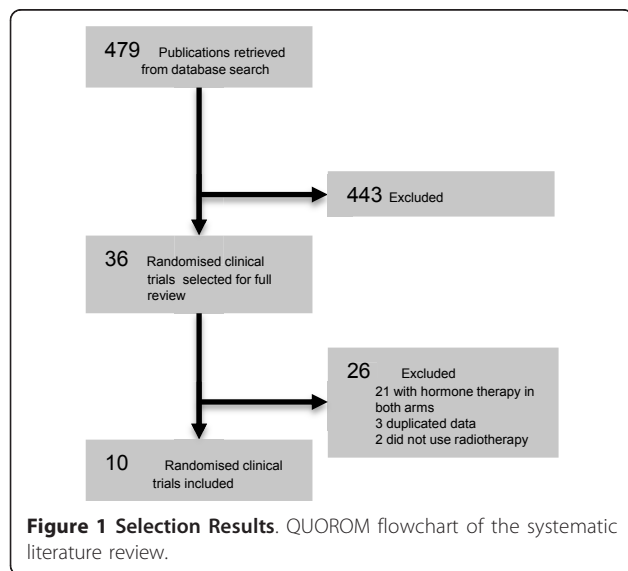 479 Publications retrieved
from database search
443 Excluded
36 Randomised clinical
trials selected for full
review
26 Excluded
21 with hormone therapy in
both arms
3 duplicated data
2 did not use radiotherapy
10 Randomised clinical
trials included
Figure 1 Selection Results. QUOROM flowchart of the systematic
literature review.